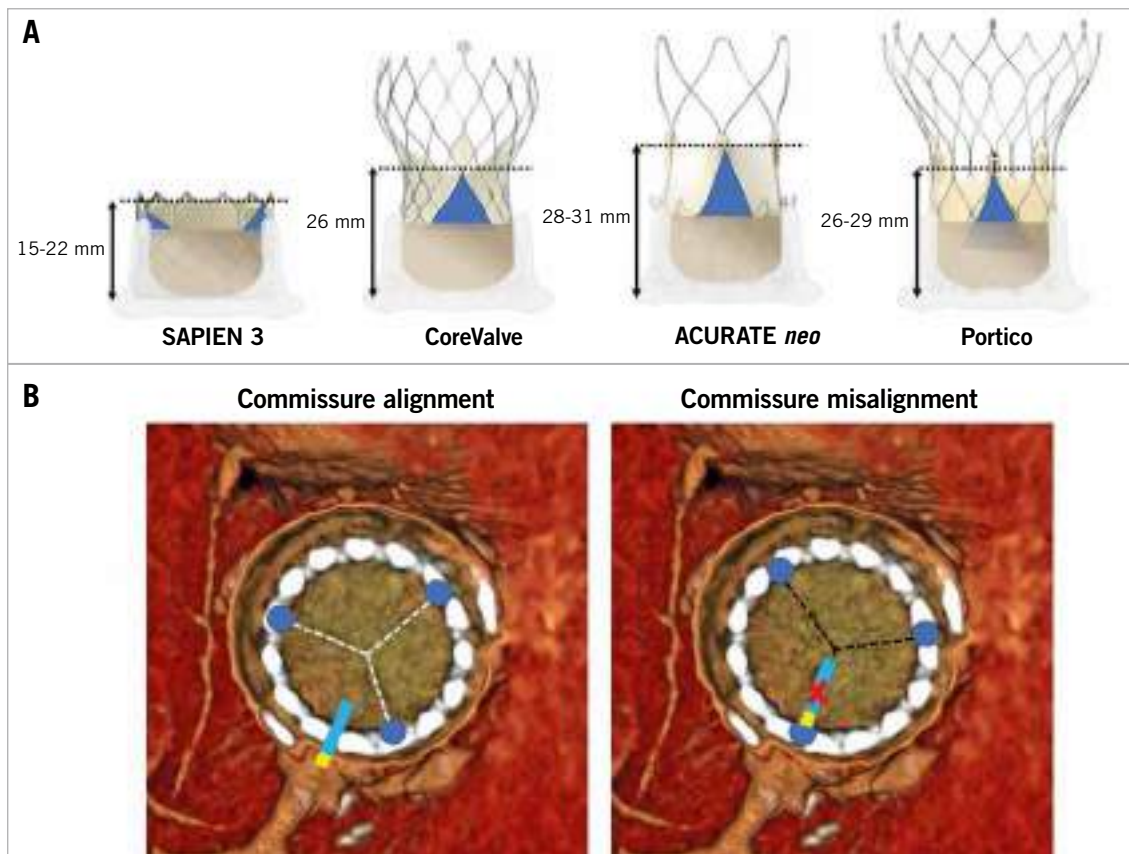 A
15-22 mm
26 mm
28-31 mm
26-29 mm
SAPIEN 3
CoreValve
ACURATE neo
Portico
B
Commissure alignment
Commissure misalignment